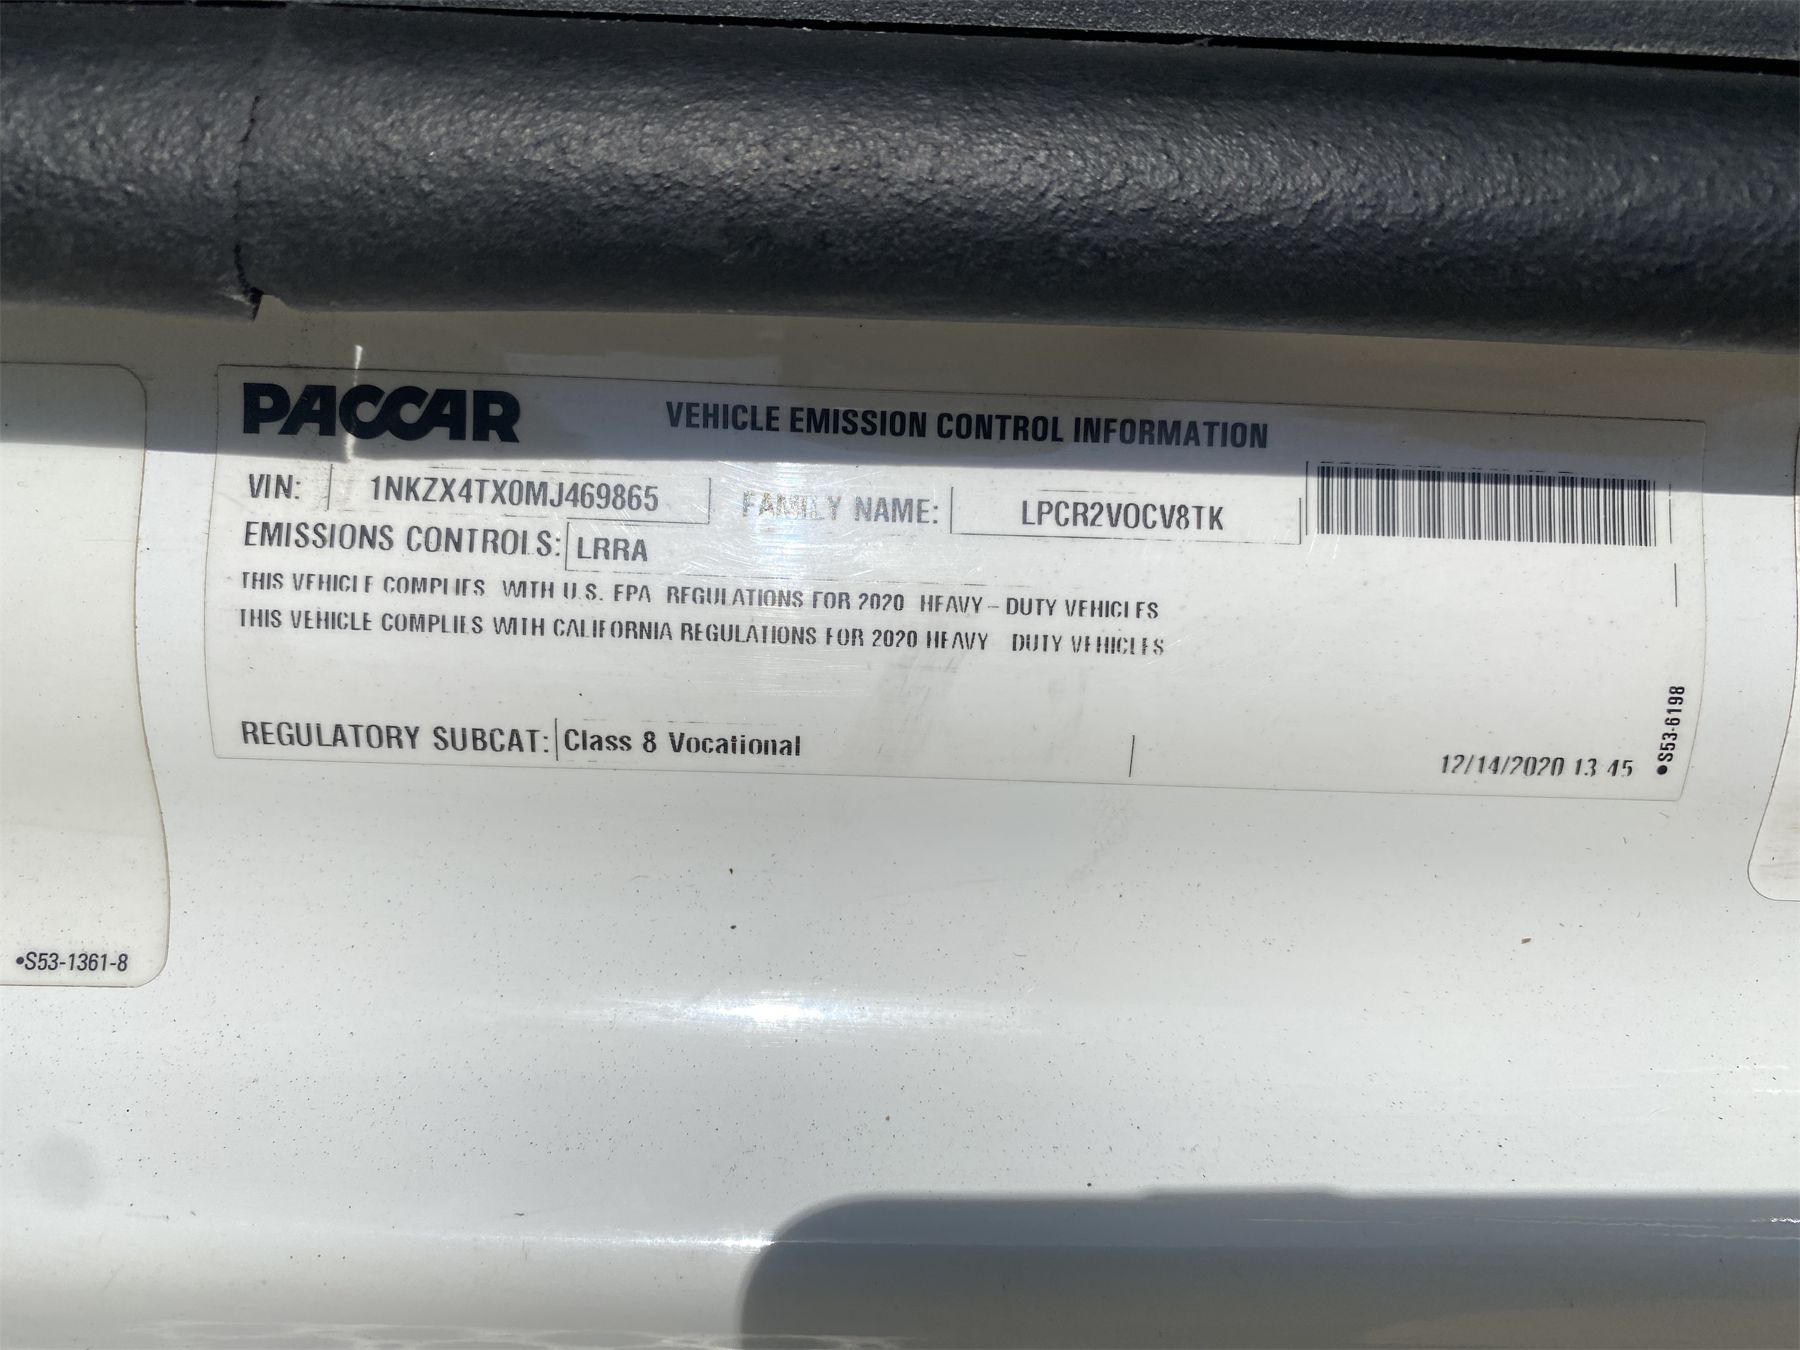 PACCAR
VEHICLE EMISSION CONTROL INFORMATION
VIN: 1NKZX4TX0MJ469865 FAMILY NAME: LPCR2VOCV8TK
EMISSIONS CONTROLS: LRRA
THIS VEHICLE COMPLIES WITH U.S. EPA REGULATIONS FOR 2020 HEAVY-DUTY VEHICLES
THIS VEHICLE COMPLIES WITH CALIFORNIA REGULATIONS FOR 2020 HEAVY DUTY VEHICLES
REGULATORY SUBCAT: Class 8 Vocational
12/14/2020 13 45
•S53-6198
•S53-1361-8